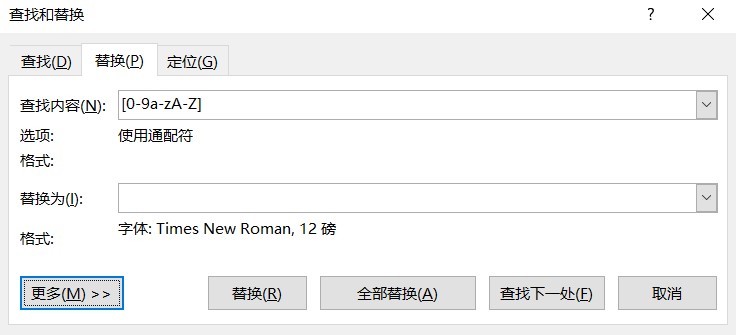 查找和替换
? ×
查找(D) 替换(P) 定位(G)
查找内容(N): [0-9a-zA-Z]
选项: 使用通配符
格式:
替换为(I):
格式: 字体: Times New Roman, 12 磅
更多(M) >> 替换(R) 全部替换(A) 查找下一处(F) 取消